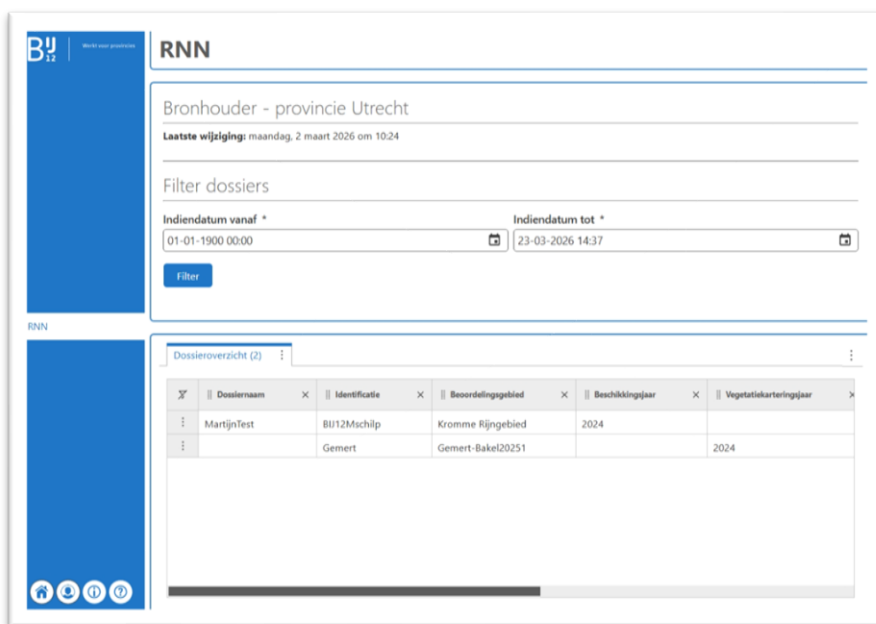 BIJ
12
Werkt voor provincies
RNN
Bronhouder - provincie Utrecht
Laatste wijziging: maandag, 2 maart 2026 om 10:24
Filter dossiers
Indiendatum vanaf * Indiendatum tot *
01-01-1900 00:00 23-03-2026 14:37
Filter
RNN
Dossieroverzicht (2)
Dossiernaam Identificatie Beoordelingsgebied Beschikkingsjaar Vegetatiekarteringsjaar
MartijnTest BIJ12Mschilp Kromme Rijngebied 2024
Gemert Gemert-Bakel20251 2024